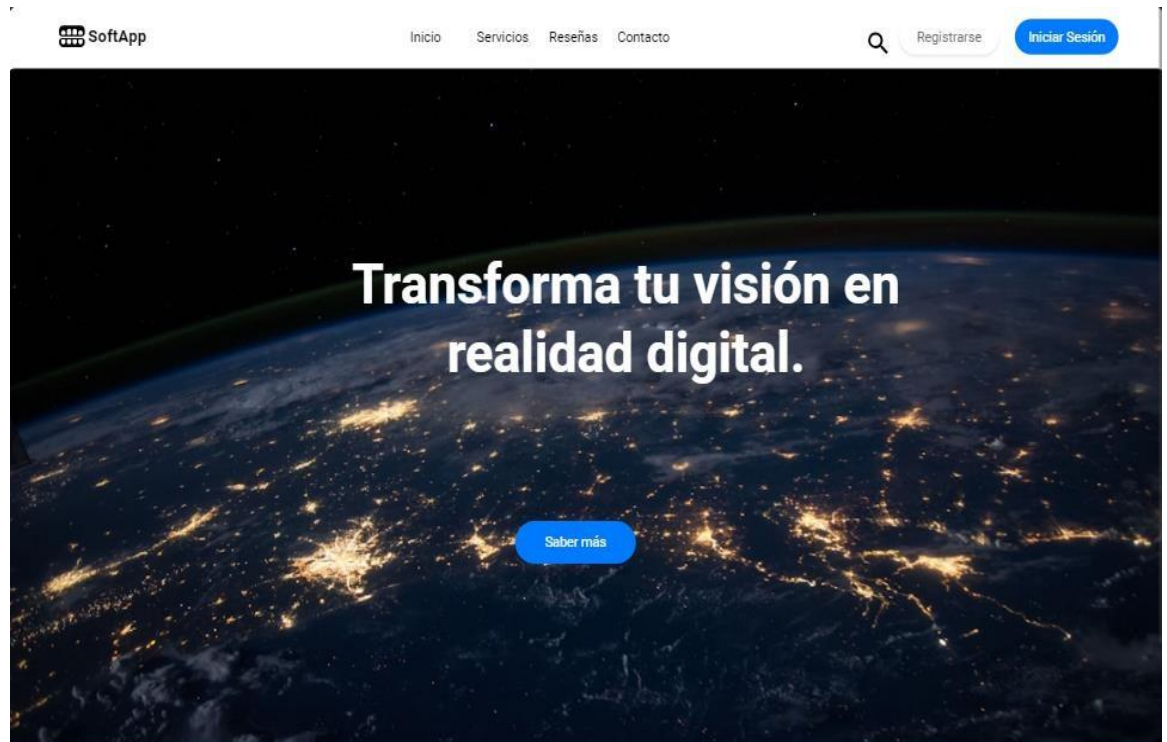 SoftApp
Inicio Servicios Reseñas Contacto
Registrarse
Iniciar Sesión
Transforma tu visión en
realidad digital.
Saber más